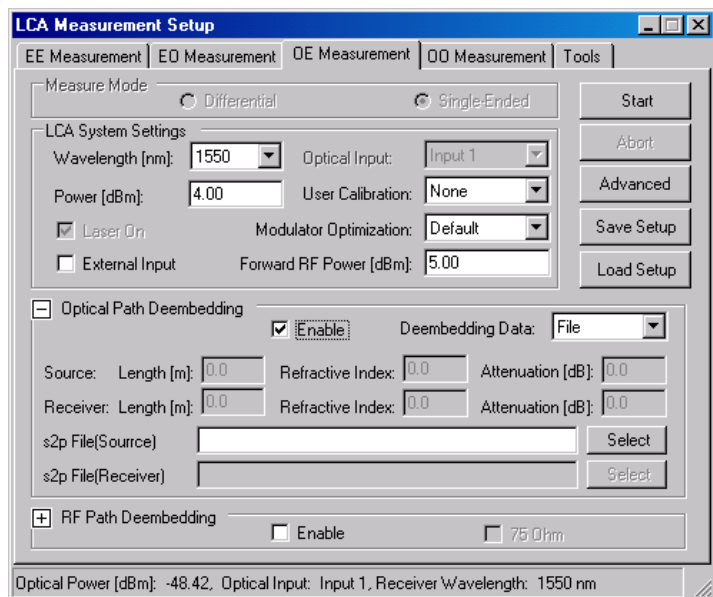 LCA Measurement Setup
EE Measurement EO Measurement OE Measurement OO Measurement Tools
Measure Mode
Differential Single-Ended
Start
LCA System Settings
Abort
Wavelength [nm]: 1550 Optical Input: Input 1
Power [dBm]: 4.00 User Calibration: None
Advanced
Laser On Modulator Optimization: Default
Save Setup
External Input Forward RF Power [dBm]: 5.00
Load Setup
Optical Path Deembedding
Enable Deembedding Data: File
Source: Length [m]: 0.0 Refractive Index: 0.0 Attenuation [dB]: 0.0
Receiver: Length [m]: 0.0 Refractive Index: 0.0 Attenuation [dB]: 0.0
s2p File(Sourrce) Select
s2p File(Receiver) Select
RF Path Deembedding
Enable 75 Ohm
Optical Power [dBm]: -48.42, Optical Input: Input 1, Receiver Wavelength: 1550 nm